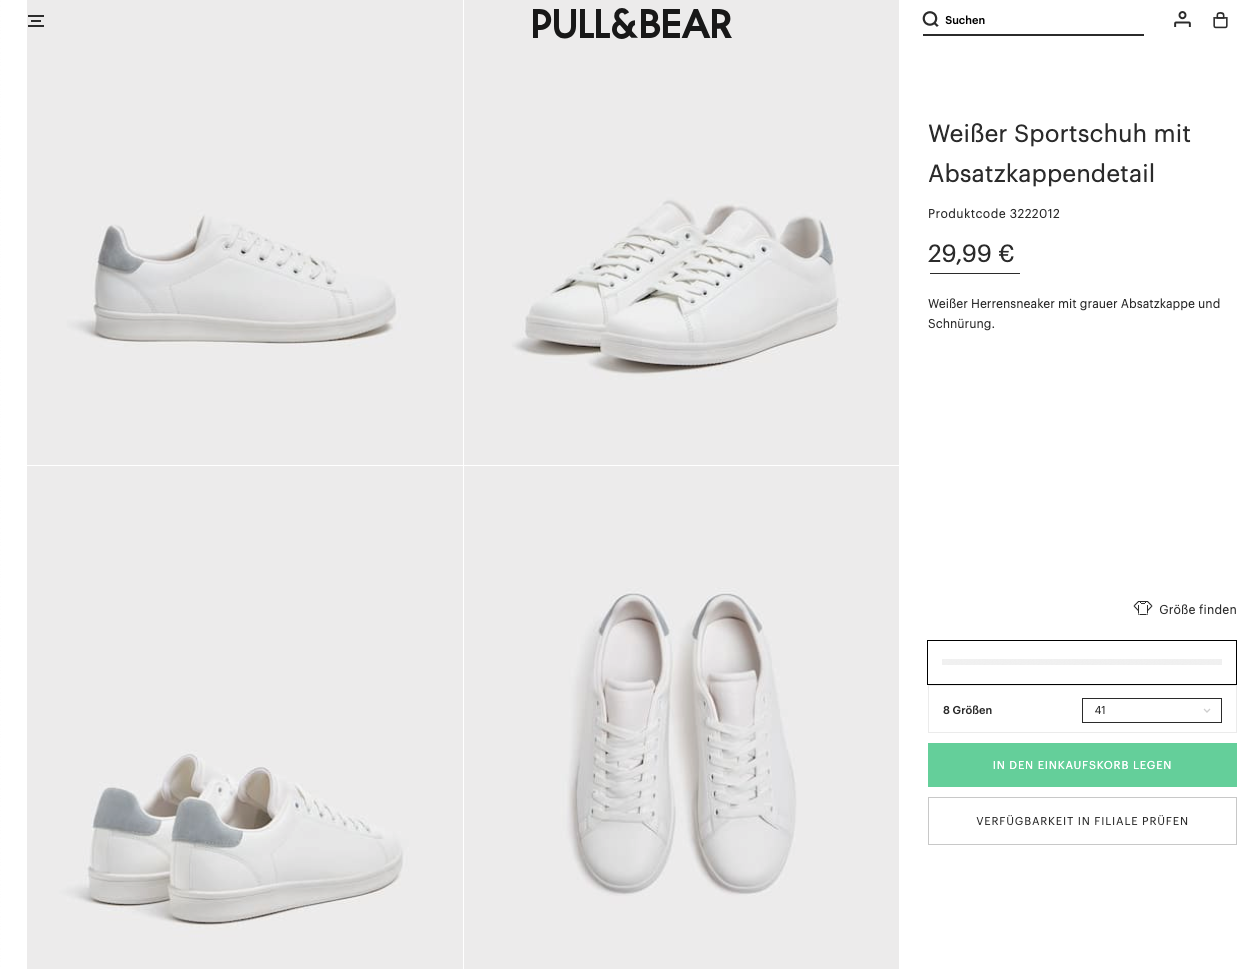 PULL&BEAR
Suchen
Weißer Sportschuh mit
Absatzkappendetail
Produktcode 3222012
29,99 €
Weißer Herrensneaker mit grauer Absatzkappe und
Schnürung.
Größe finden
8 Größen
41
IN DEN EINKAUFSKORB LEGEN
VERFÜGBARKEIT IN FILIALE PRÜFEN